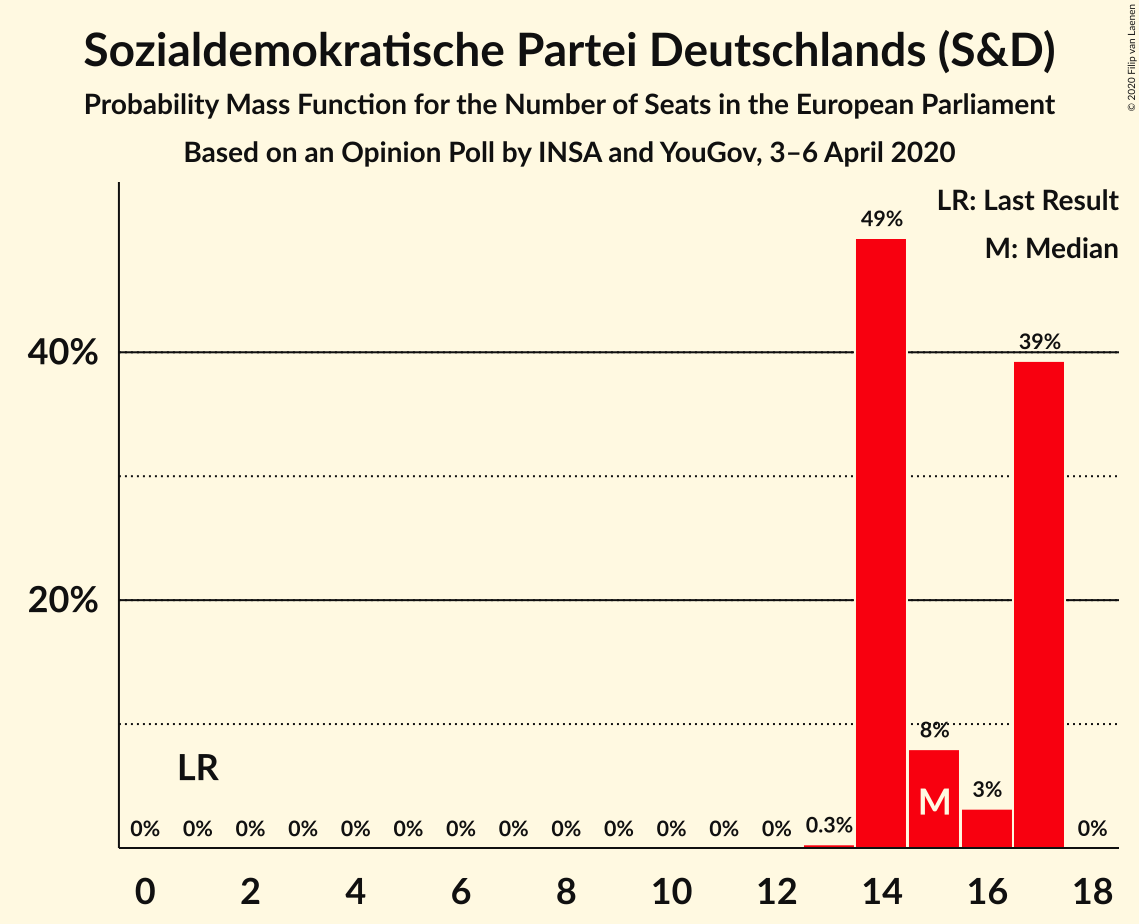 Sozialdemokratische Partei Deutschlands (S&D)
Probability Mass Function for the Number of Seats in the European Parliament
Based on an Opinion Poll by INSA and YouGov, 3–6 April 2020
© 2020 Filip van Laenen
LR: Last Result
M: Median
49%
39%
40%
20%
8%
3%
LR
M
0% 0% 0% 0% 0% 0% 0% 0% 0% 0% 0% 0% 0% 0.3% 0%
0 2 4 6 8 10 12 14 16 18